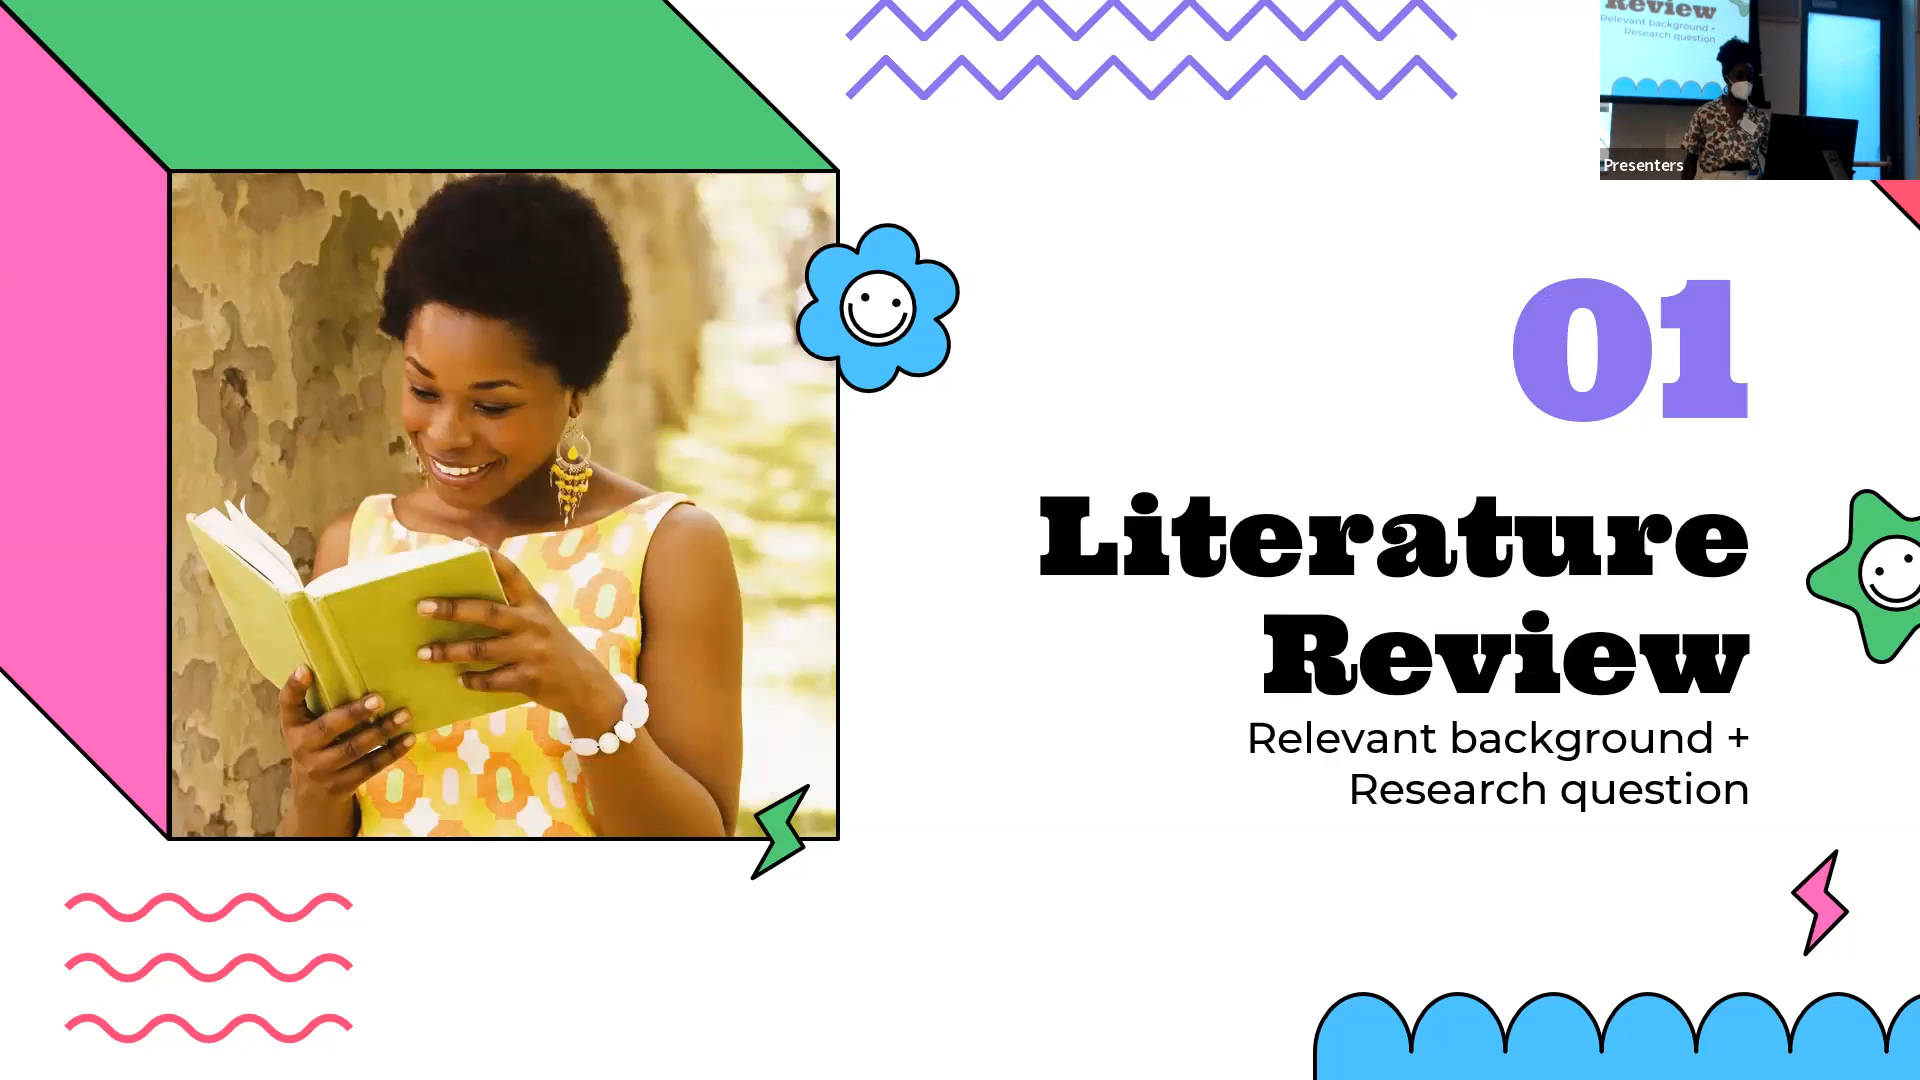 01
Literature
Review
Relevant background +
Research question
Review
Relevant background +
Research question
Presenters